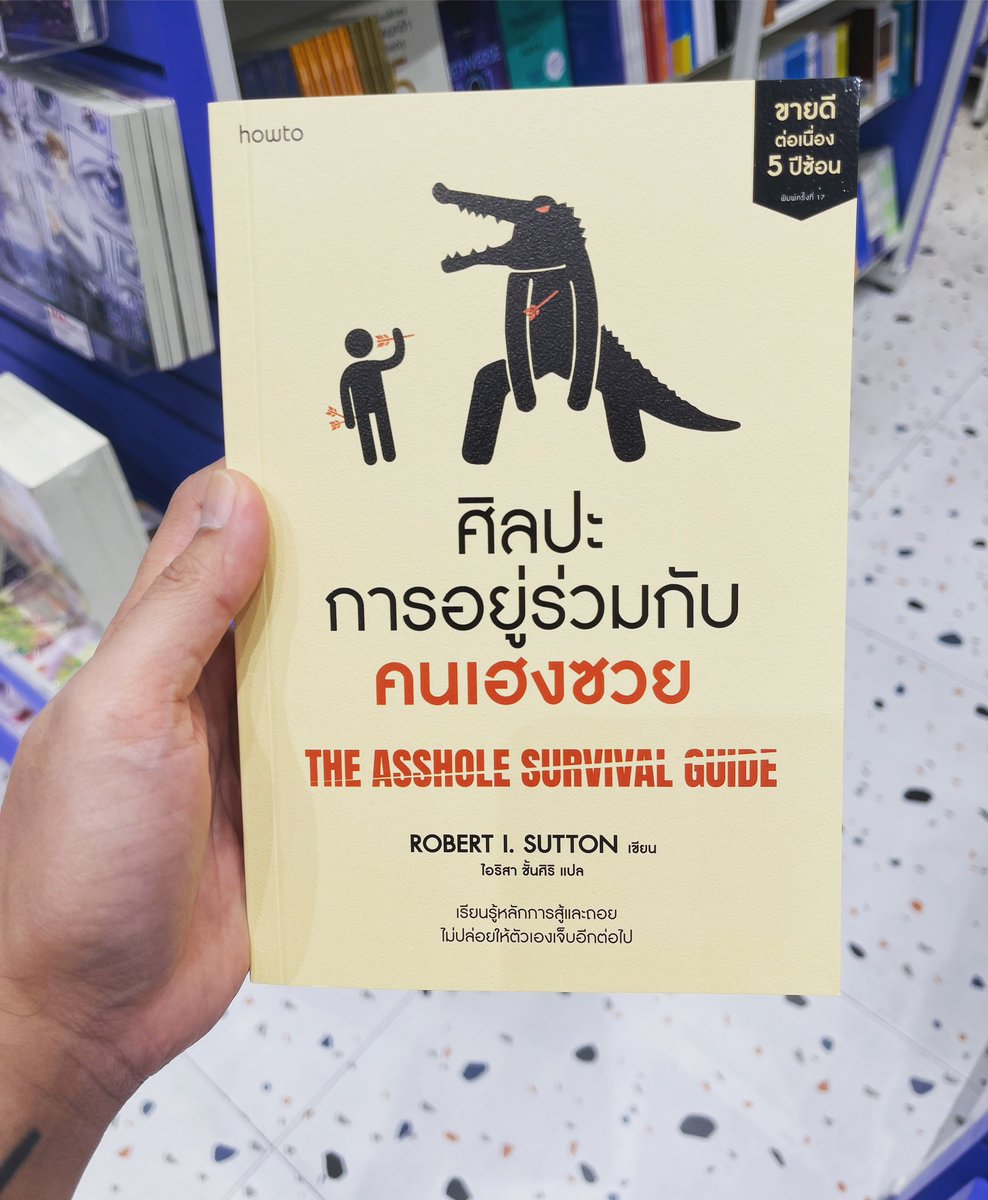 howto
ขายดี
ต่อเนื่อง
5 ปีซ้อน
พิมพ์ครั้งที่ 17
ศิลปะ
การอยู่ร่วมกับ
คนเฮงซวย
THE ASSHOLE SURVIVAL GUIDE
ROBERT I. SUTTON เขียน
ไอริสา ชั้นศิริ แปล
เรียนรู้หลักการสู้และถอย
ไม่ปล่อยให้ตัวเองเจ็บอีกต่อไป